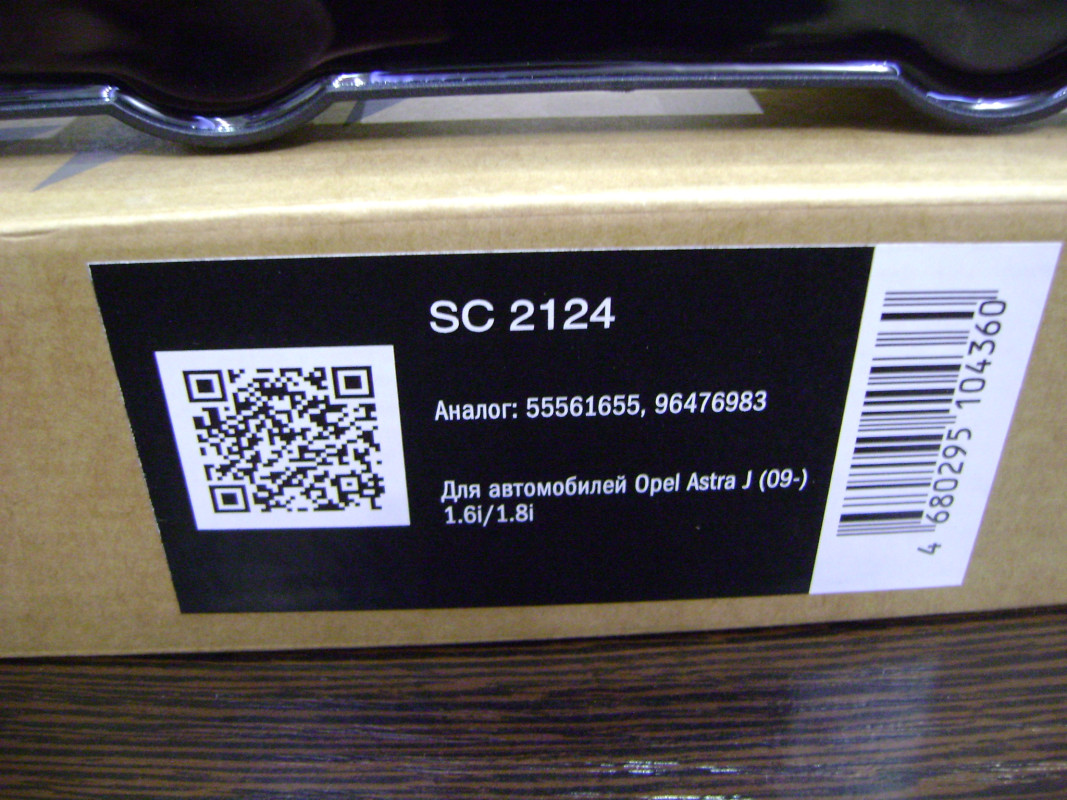 SC 2124
Аналог: 55561655, 96476983
Для автомобилей Opel Astra J (09-)
1.6i/1.8i
4 680295 104360